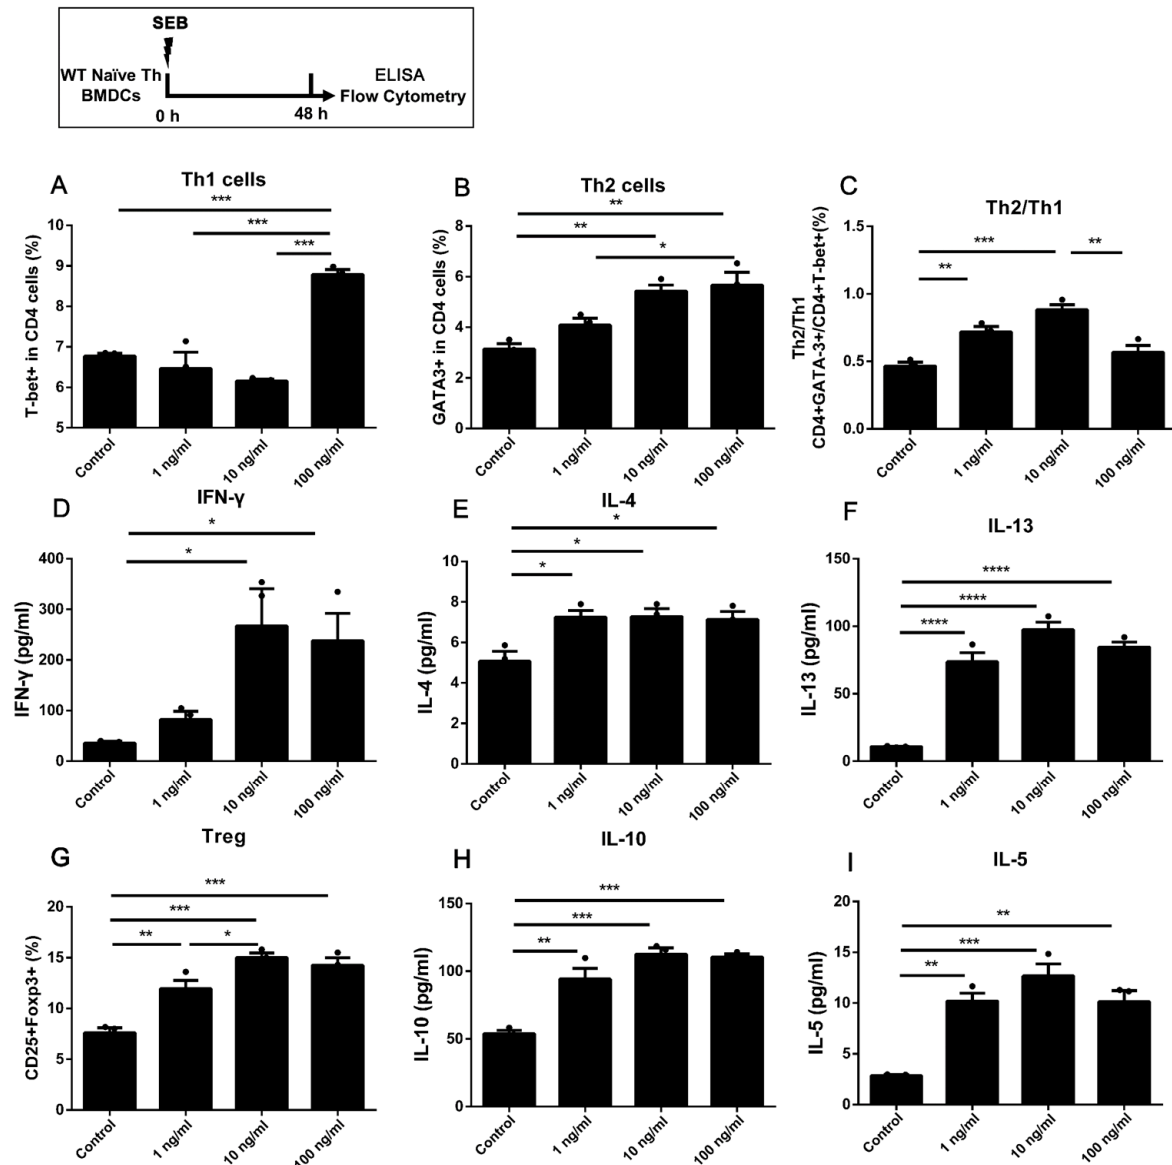 SEB
WT Naïve Th
BMDCs
0 h
48 h
ELISA
Flow Cytometry
A
Th1 cells
T-bet+ in CD4 cells (%)
10
9
8
7
6
5
***
***
***
Control
1 ng/ml
10 ng/ml
100 ng/ml
B
Th2 cells
GATA3+ in CD4 cells (%)
8
6
4
2
0
**
**
*
Control
1 ng/ml
10 ng/ml
100 ng/ml
C
Th2/Th1
Th2/Th1
CD4+GATA-3+/CD4+T-bet+(%)
1.5
1.0
0.5
0.0
***
**
**
Control
1 ng/ml
10 ng/ml
100 ng/ml
D
IFN-γ
IFN-γ (pg/ml)
400
300
200
100
0
*
*
Control
1 ng/ml
10 ng/ml
100 ng/ml
E
IL-4
IL-4 (pg/ml)
10
8
6
4
2
0
*
*
*
Control
1 ng/ml
10 ng/ml
100 ng/ml
F
IL-13
IL-13 (pg/ml)
150
100
50
0
****
****
****
Control
1 ng/ml
10 ng/ml
100 ng/ml
G
Treg
CD25+Foxp3+ (%)
20
15
10
5
0
***
***
**
*
Control
1 ng/ml
10 ng/ml
100 ng/ml
H
IL-10
IL-10 (pg/ml)
150
100
50
0
***
***
**
Control
1 ng/ml
10 ng/ml
100 ng/ml
I
IL-5
IL-5 (pg/ml)
20
15
10
5
0
**
***
**
Control
1 ng/ml
10 ng/ml
100 ng/ml